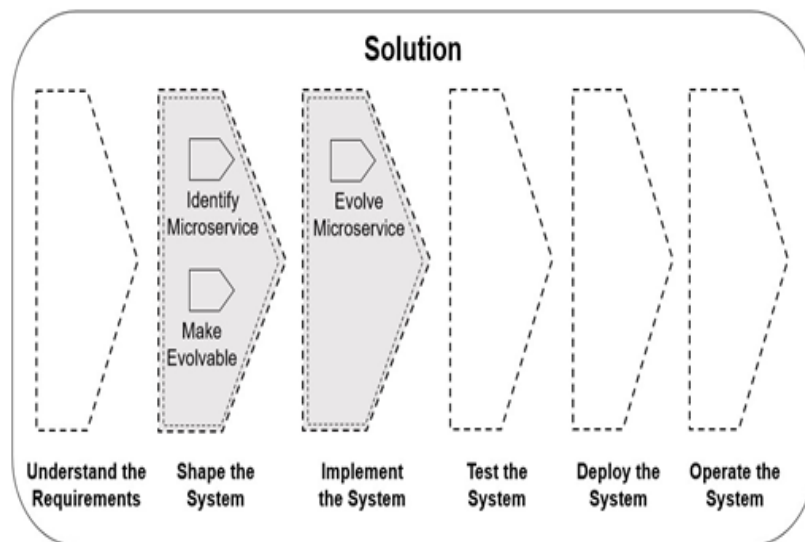 Solution
Identify
Microservice
Make
Evolvable
Evolve
Microservice
Understand the
Requirements
Shape the
System
Implement
the System
Test the
System
Deploy the
System
Operate the
System